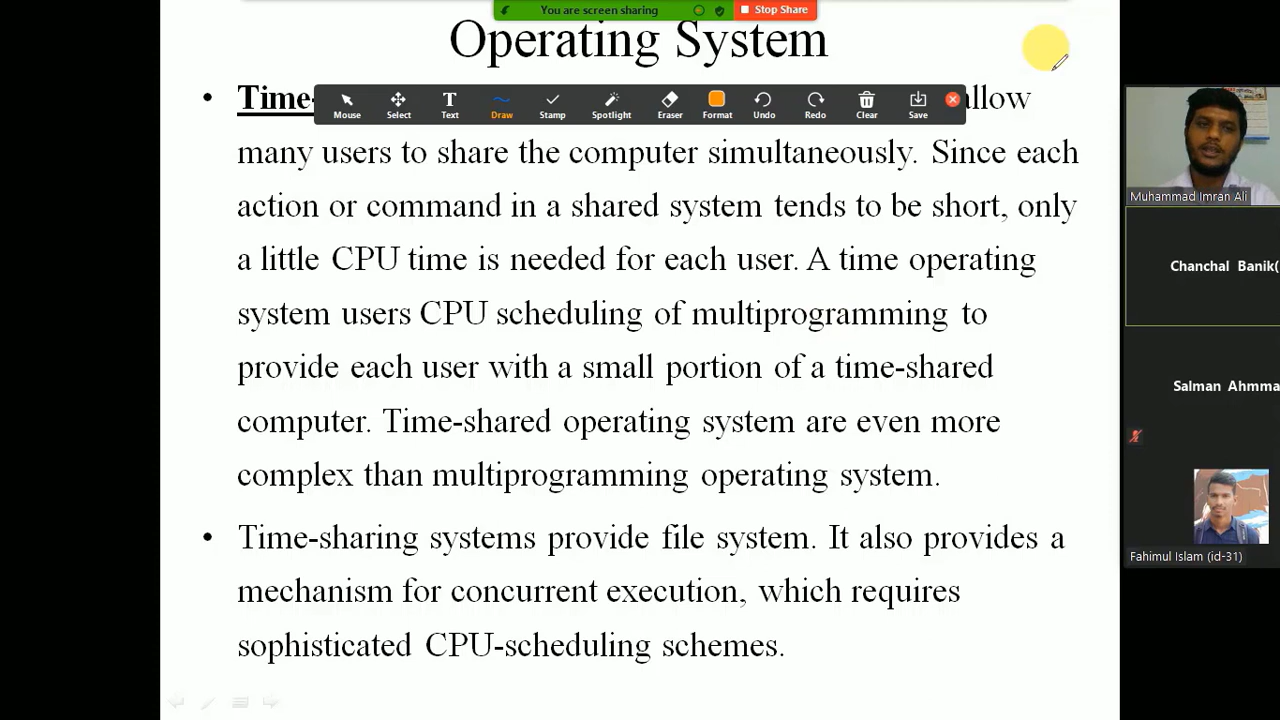 You are screen sharing
Stop Share
Operating System
• Time- allow
Mouse Select Text Draw Stamp Spotlight Eraser Format Undo Redo Clear Save
many users to share the computer simultaneously. Since each
action or command in a shared system tends to be short, only
a little CPU time is needed for each user. A time operating
system users CPU scheduling of multiprogramming to
provide each user with a small portion of a time-shared
computer. Time-shared operating system are even more
complex than multiprogramming operating system.
• Time-sharing systems provide file system. It also provides a
mechanism for concurrent execution, which requires
sophisticated CPU-scheduling schemes.
Muhammad Imran Ali
Chanchal Banik(
Salman Ahmma
Fahimul Islam (id-31)